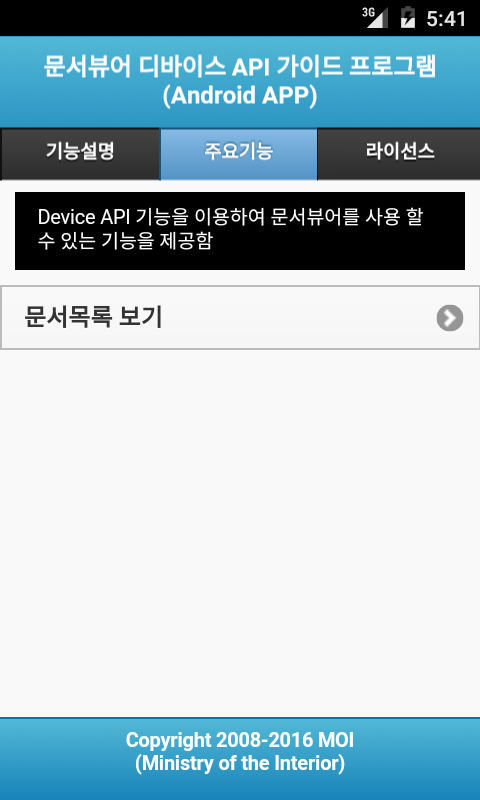 3G 5:41
문서뷰어 디바이스 API 가이드 프로그램
(Android APP)
기능설명 주요기능 라이선스
Device API 기능을 이용하여 문서뷰어를 사용 할
수 있는 기능을 제공함
문서목록 보기
Copyright 2008-2016 MOI
(Ministry of the Interior)